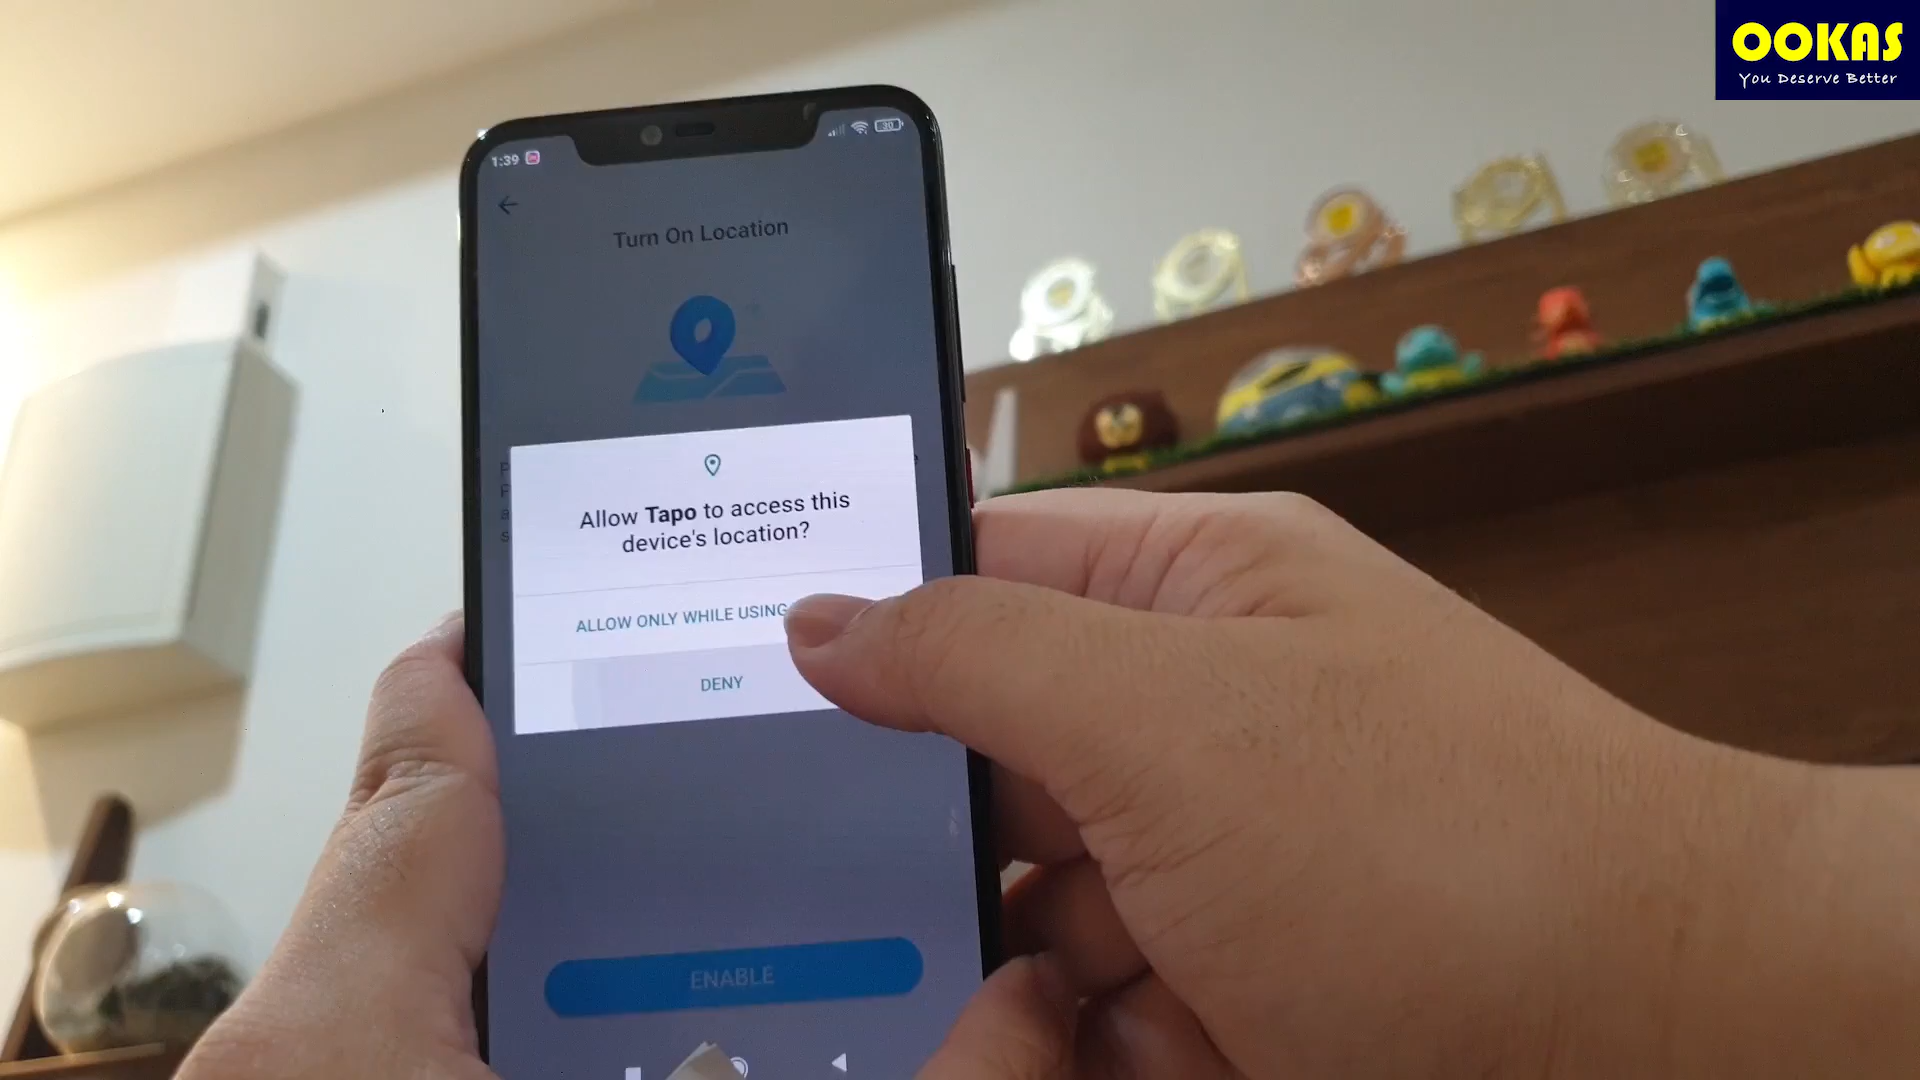 OOKAS
You Deserve Better
1:39
30
Turn On Location
Allow Tapo to access this
device's location?
ALLOW ONLY WHILE USING
DENY
ENABLE